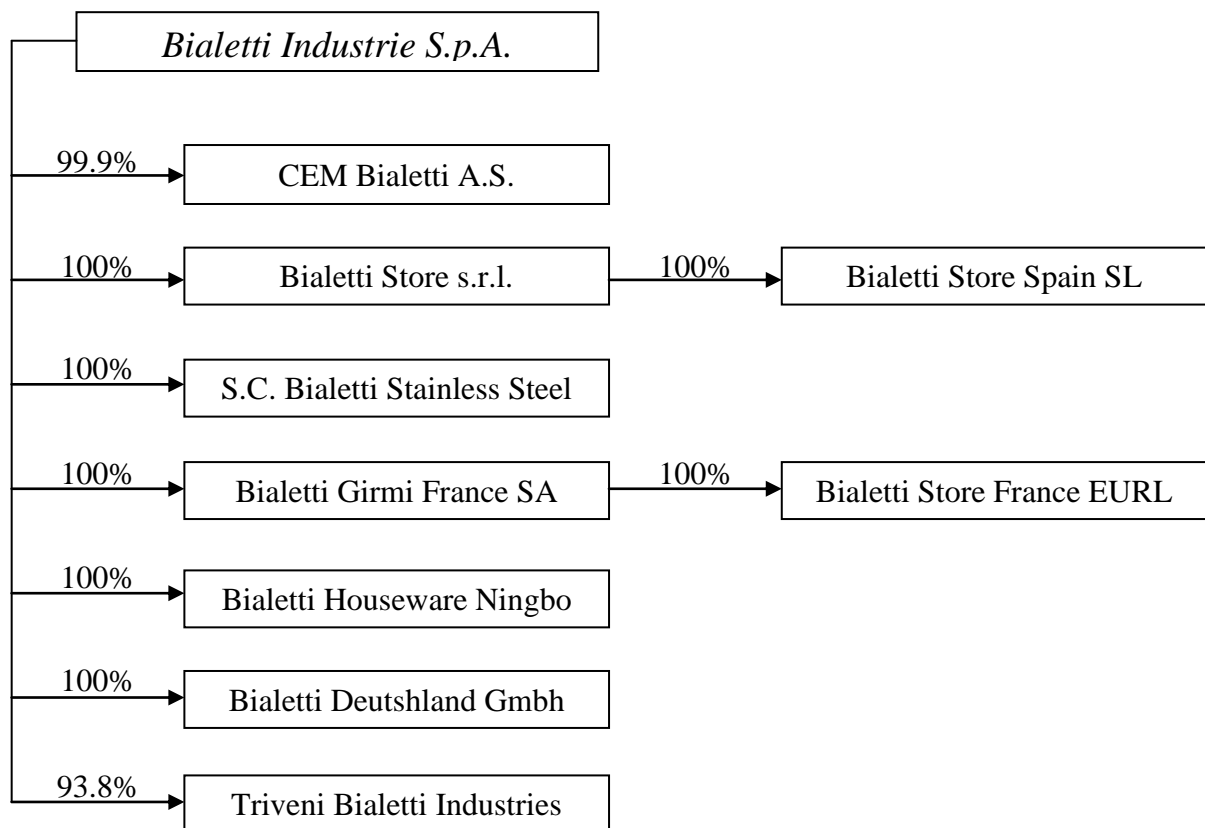 Bialetti Industrie S.p.A.
99.9%
CEM Bialetti A.S.
100%
Bialetti Store s.r.l.
100%
Bialetti Store Spain SL
100%
S.C. Bialetti Stainless Steel
100%
Bialetti Girmi France SA
100%
Bialetti Store France EURL
100%
Bialetti Houseware Ningbo
100%
Bialetti Deutshland Gmbh
93.8%
Triveni Bialetti Industries